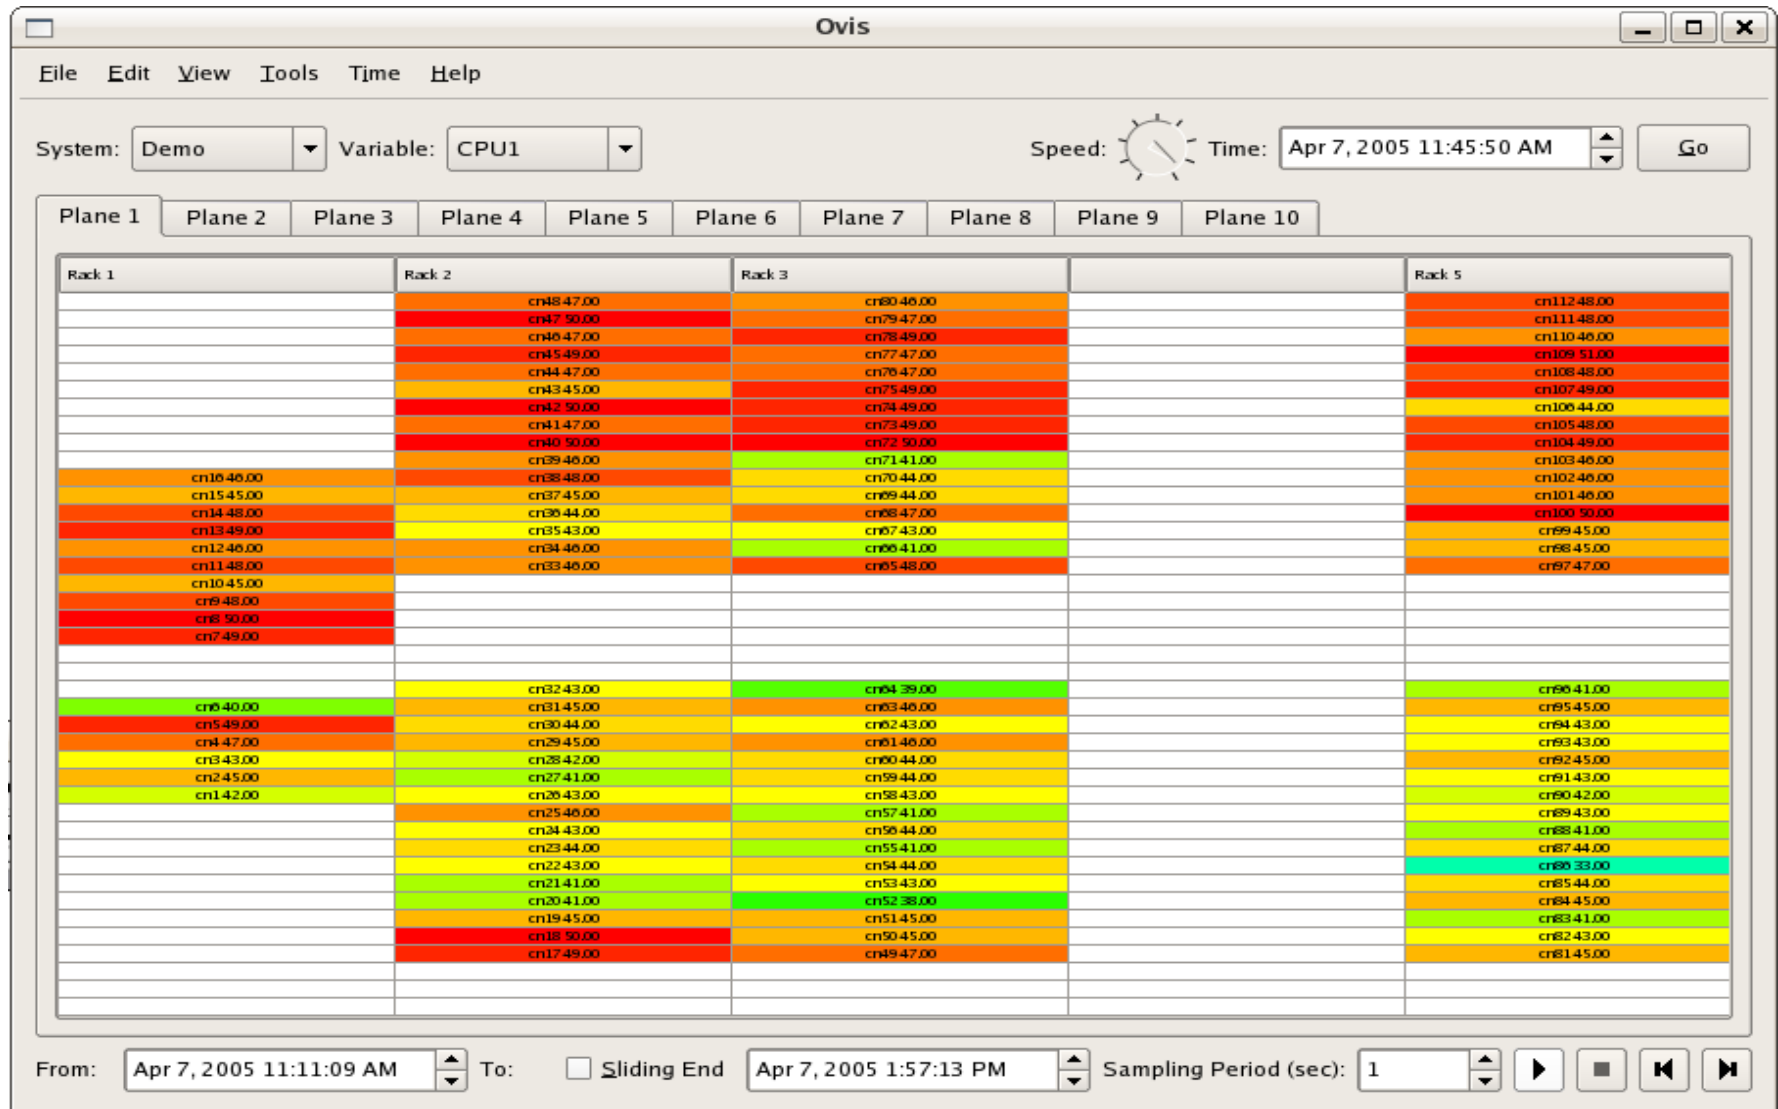 Ovis
File Edit View Tools Time Help
System: Demo Variable: CPU1 Speed: Time: Apr 7, 2005 11:45:50 AM Go
Plane 1 Plane 2 Plane 3 Plane 4 Plane 5 Plane 6 Plane 7 Plane 8 Plane 9 Plane 10
Rack 1 Rack 2 Rack 3 Rack 5
cn48 47.00 cn80 46.00 cn112 48.00
cn47 50.00 cn79 47.00 cn111 48.00
cn46 47.00 cn78 49.00 cn110 46.00
cn45 49.00 cn77 47.00 cn109 51.00
cn44 47.00 cn76 47.00 cn108 48.00
cn43 45.00 cn75 49.00 cn107 49.00
cn42 50.00 cn74 49.00 cn106 44.00
cn41 47.00 cn73 49.00 cn105 48.00
cn40 50.00 cn72 50.00 cn104 49.00
cn39 46.00 cn71 41.00 cn103 46.00
cn16 46.00 cn38 48.00 cn70 44.00 cn102 46.00
cn15 45.00 cn37 45.00 cn69 44.00 cn101 46.00
cn14 48.00 cn36 44.00 cn68 47.00 cn100 50.00
cn13 49.00 cn35 43.00 cn67 43.00 cn99 45.00
cn12 46.00 cn34 46.00 cn66 41.00 cn98 45.00
cn11 48.00 cn33 46.00 cn65 48.00 cn97 47.00
cn10 45.00
cn9 48.00
cn8 50.00
cn7 49.00
cn32 43.00 cn64 39.00 cn96 41.00
cn6 40.00 cn31 45.00 cn63 46.00 cn95 45.00
cn5 49.00 cn30 44.00 cn62 43.00 cn94 43.00
cn4 47.00 cn29 45.00 cn61 46.00 cn93 43.00
cn3 43.00 cn28 42.00 cn60 44.00 cn92 45.00
cn2 45.00 cn27 41.00 cn59 44.00 cn91 43.00
cn1 42.00 cn26 43.00 cn58 43.00 cn90 42.00
cn25 46.00 cn57 41.00 cn89 43.00
cn24 43.00 cn56 44.00 cn88 41.00
cn23 44.00 cn55 41.00 cn87 44.00
cn22 43.00 cn54 44.00 cn86 33.00
cn21 41.00 cn53 43.00 cn85 44.00
cn20 41.00 cn52 38.00 cn84 45.00
cn19 45.00 cn51 45.00 cn83 41.00
cn18 50.00 cn50 45.00 cn82 43.00
cn17 49.00 cn49 47.00 cn81 45.00
From: Apr 7, 2005 11:11:09 AM To: Sliding End Apr 7, 2005 1:57:13 PM Sampling Period (sec): 1